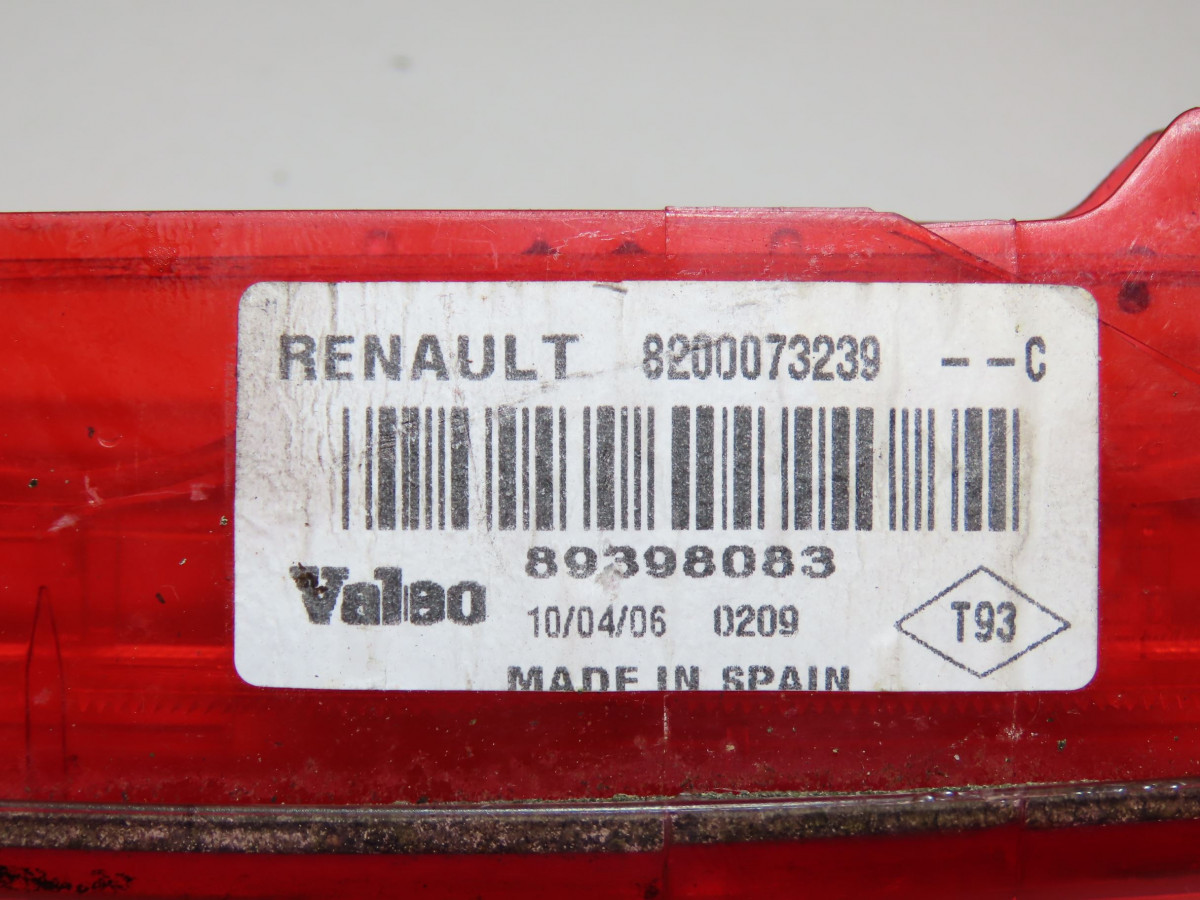 RENAULT 8200073239 --C
89398083
Valeo
10/04/06 0209
T93
MADE IN SPAIN